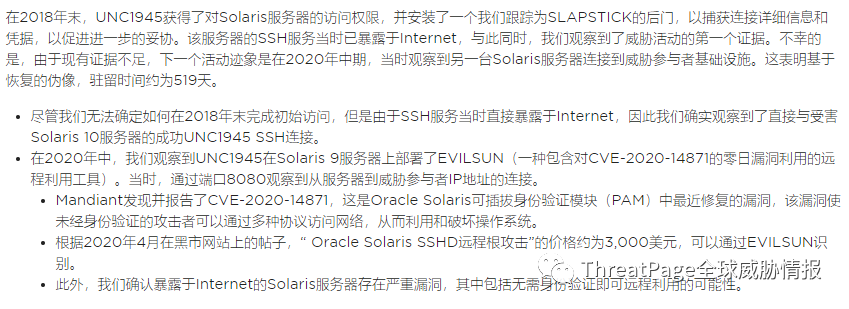 在2018年末，UNC1945获得了对Solaris服务器的访问权限，并安装了一个我们跟踪为SLAPSTICK的后门，以捕获连接详细信息和
凭据，以促进进一步的妥协。该服务器的SSH服务当时已暴露于Internet，与此同时，我们观察到了威胁活动的第一个证据。不幸的
是，由于现有证据不足，下一个活动迹象是在2020年中期，当时观察到另一台Solaris服务器连接到威胁参与者基础设施。这表明基于
恢复的伪像，驻留时间约为519天。
• 尽管我们无法确定如何在2018年末完成初始访问，但是由于SSH服务当时直接暴露于Internet，因此我们确实观察到了直接与受害
Solaris 10服务器的成功UNC1945 SSH连接。
• 在2020年中，我们观察到UNC1945在Solaris 9服务器上部署了EVILSUN（一种包含对CVE-2020-14871的零日漏洞利用的远
程利用工具）。当时，通过端口8080观察到从服务器到威胁参与者IP地址的连接。
• Mandiant发现并报告了CVE-2020-14871，这是Oracle Solaris可插拔身份验证模块（PAM）中最近修复的漏洞，该漏洞使
未经身份验证的攻击者可以通过多种协议访问网络，从而利用和破坏操作系统。
• 根据2020年4月在黑市网站上的帖子，“ Oracle Solaris SSHD远程根攻击”的价格约为3,000美元，可以通过EVILSUN识
别。
• 此外，我们确认暴露于Internet的Solaris服务器存在严重漏洞，其中包括无需身份验证即可远程利用的可能性。
ThreatPage全球威胁情报